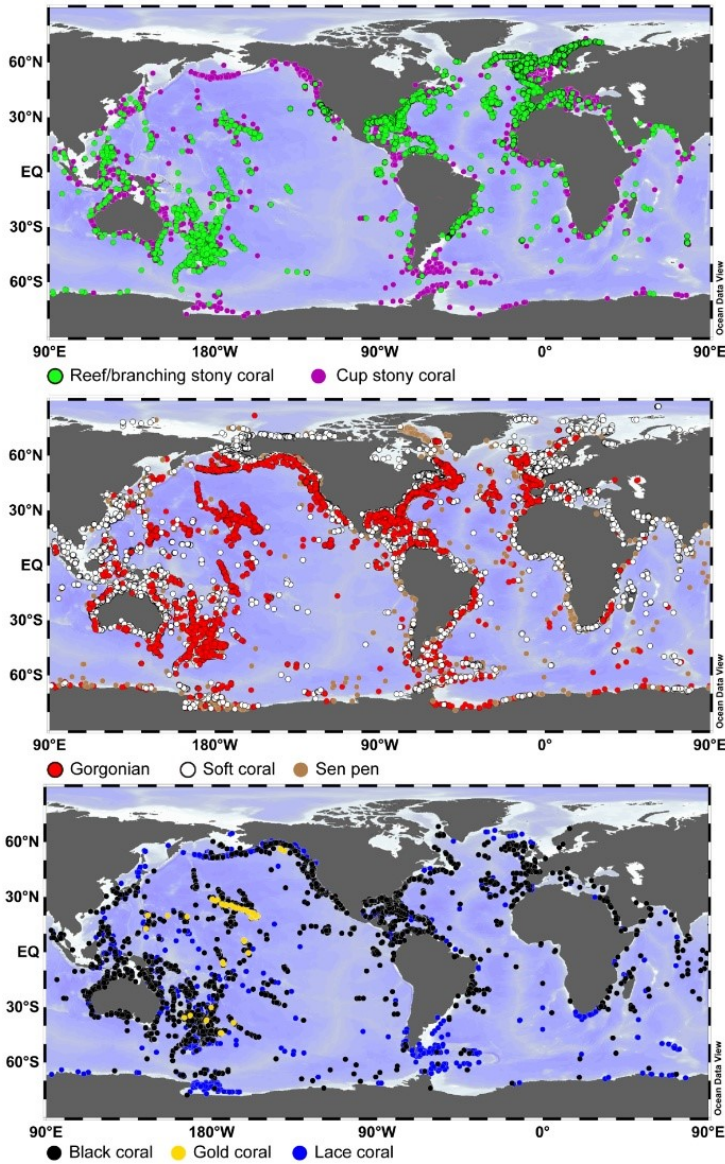 60°N
30°N
EQ
30°S
60°S
Ocean Data View
90°E 180°W 90°W 0° 90°E
Reef/branching stony coral Cup stony coral
60°N
30°N
EQ
30°S
60°S
Ocean Data View
90°E 180°W 90°W 0° 90°E
Gorgonian Soft coral Sen pen
60°N
30°N
EQ
30°S
60°S
Ocean Data View
90°E 180°W 90°W 0° 90°E
Black coral Gold coral Lace coral